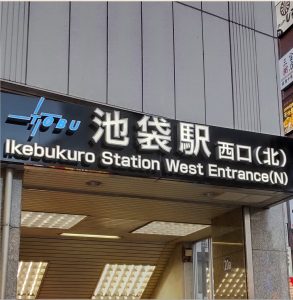 TOBU 池袋駅 西口(北)
Ikebukuro Station West Entrance(N)